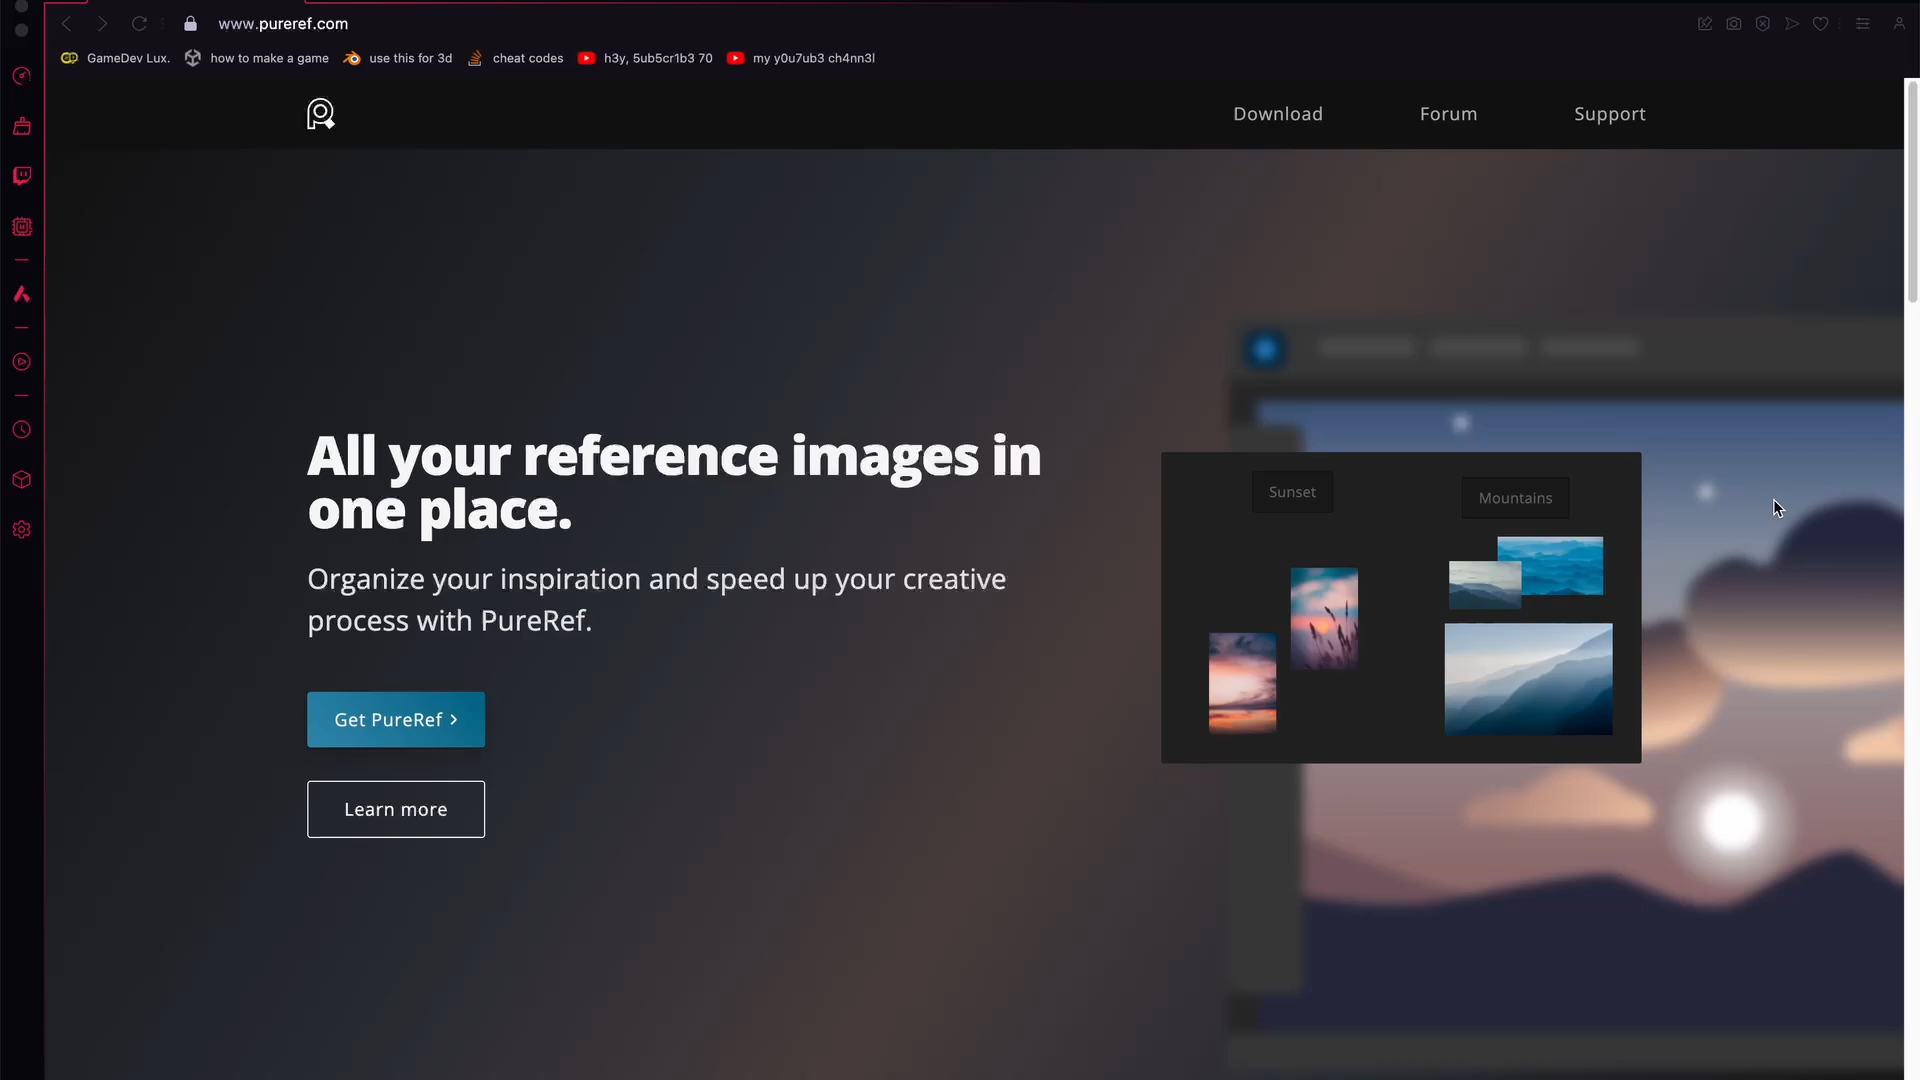 www.pureref.com
GameDev Lux. how to make a game use this for 3d cheat codes h3y, 5ub5cr1b3 70 my y0u7ub3 ch4nn3l
Download Forum Support
All your reference images in
one place.
Organize your inspiration and speed up your creative
process with PureRef.
Get PureRef
Learn more
Sunset
Mountains